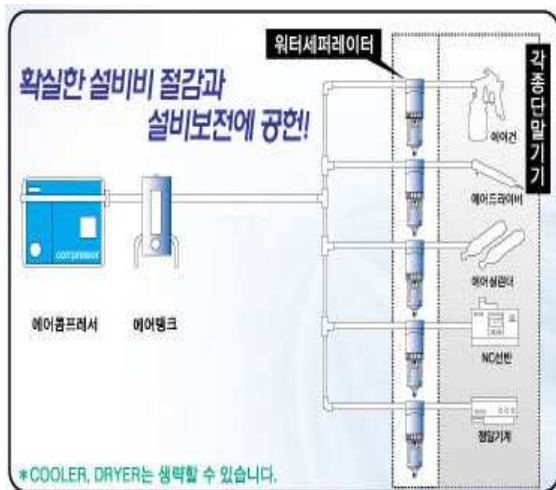 워터세퍼레이터
각종단말기기
확실한 설비비 절감과
설비보전에 공헌!
에어건
에어드라이버
compressor
에어실린더
에어콤프레서
에어탱크
NC선반
정밀기계
*COOLER, DRYER는 생략할 수 있습니다.